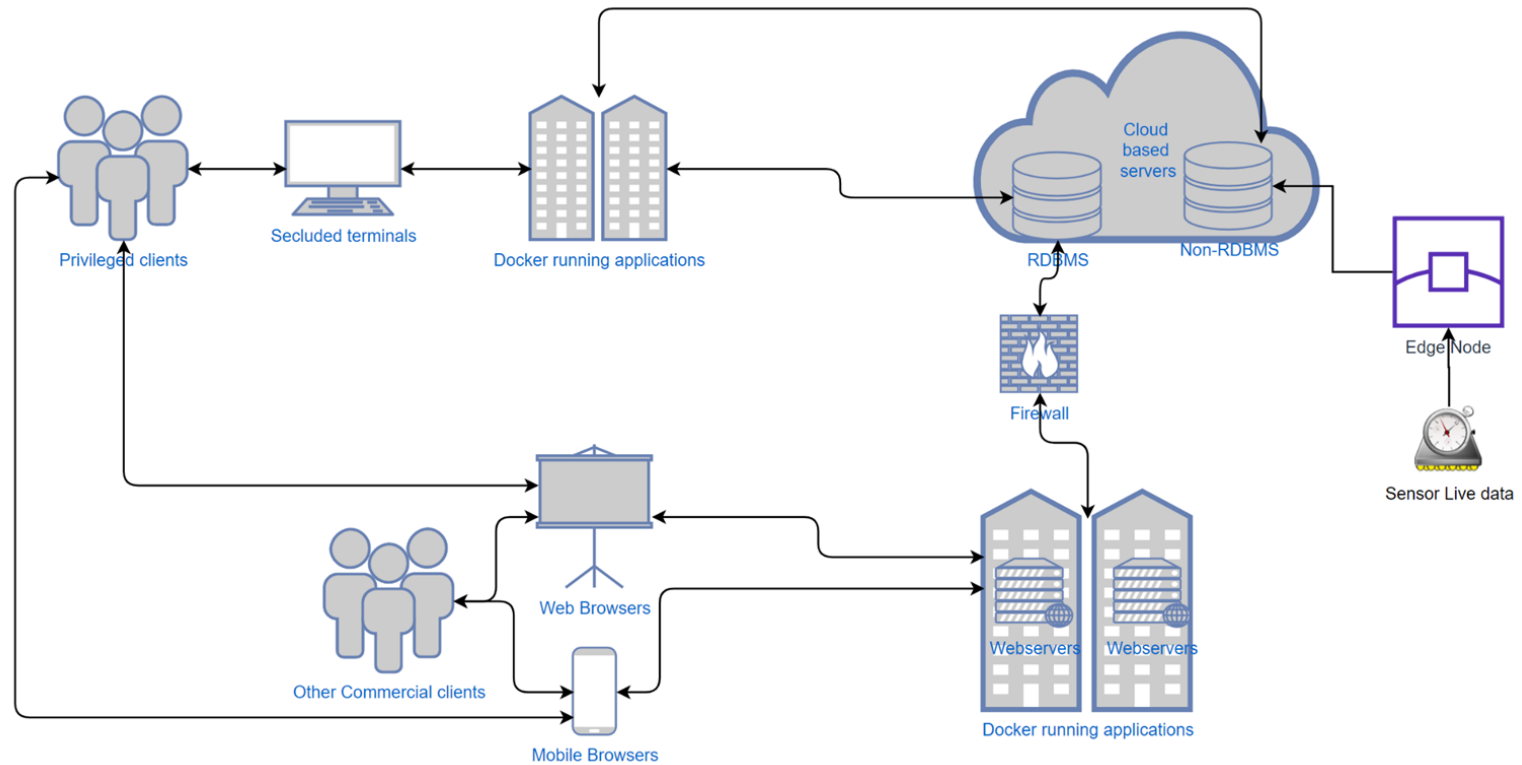 Cloud
based
servers
Privileged clients
Secluded terminals
Docker running applications
RDBMS
Non-RDBMS
Edge Node
Firewall
Sensor Live data
Web Browsers
Webservers
Webservers
Other Commercial clients
Docker running applications
Mobile Browsers